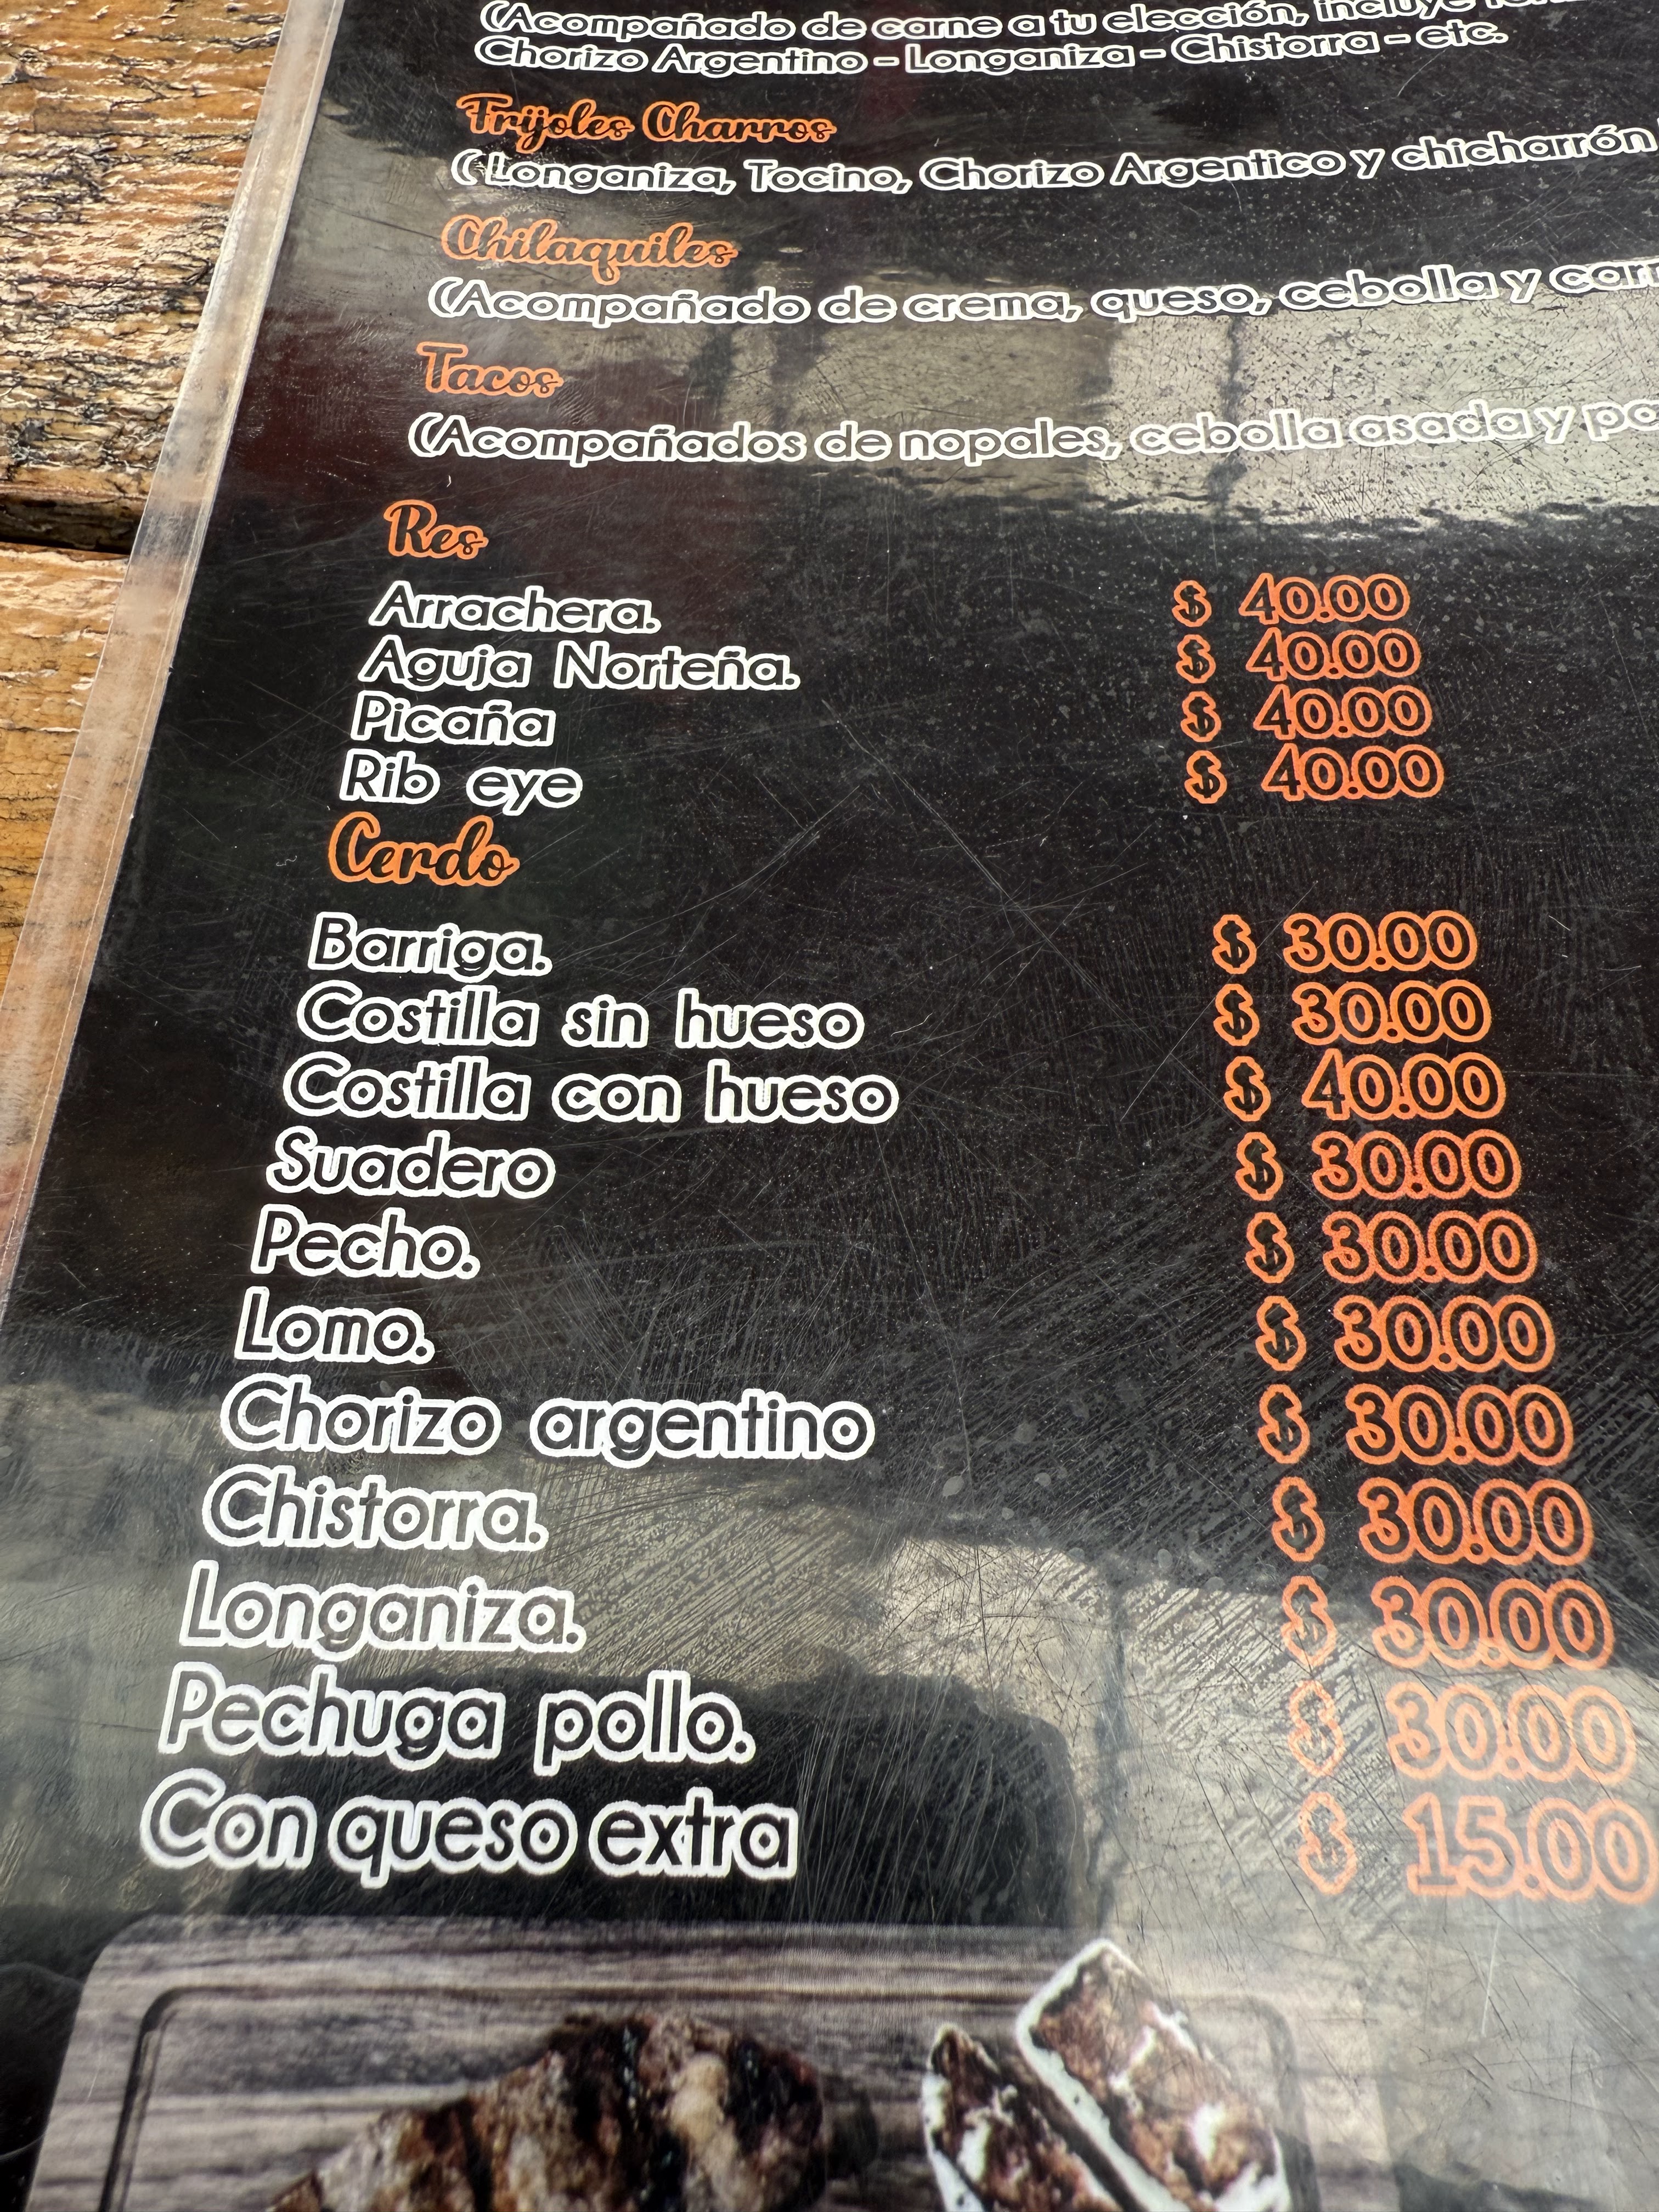 (Acompañado de carne a tu elección, incluye
Chorizo Argentino - Longaniza - Chistorra - etc.
Frijoles Charros
( Longaniza, Tocino, Chorizo Argentico y chicharrón
Chilaquiles
(Acompañado de crema, queso, cebolla y
Tacos
(Acompañados de nopales, cebolla asada y
Res
Arrachera. $ 40.00
Aguja Norteña. $ 40.00
Picaña $ 40.00
Rib eye $ 40.00
Cerdo
Barriga. $ 30.00
Costilla sin hueso $ 30.00
Costilla con hueso $ 40.00
Suadero $ 30.00
Pecho. $ 30.00
Lomo. $ 30.00
Chorizo argentino $ 30.00
Chistorra. $ 30.00
Longaniza. $ 30.00
Pechuga pollo. $ 30.00
Con queso extra $ 15.00